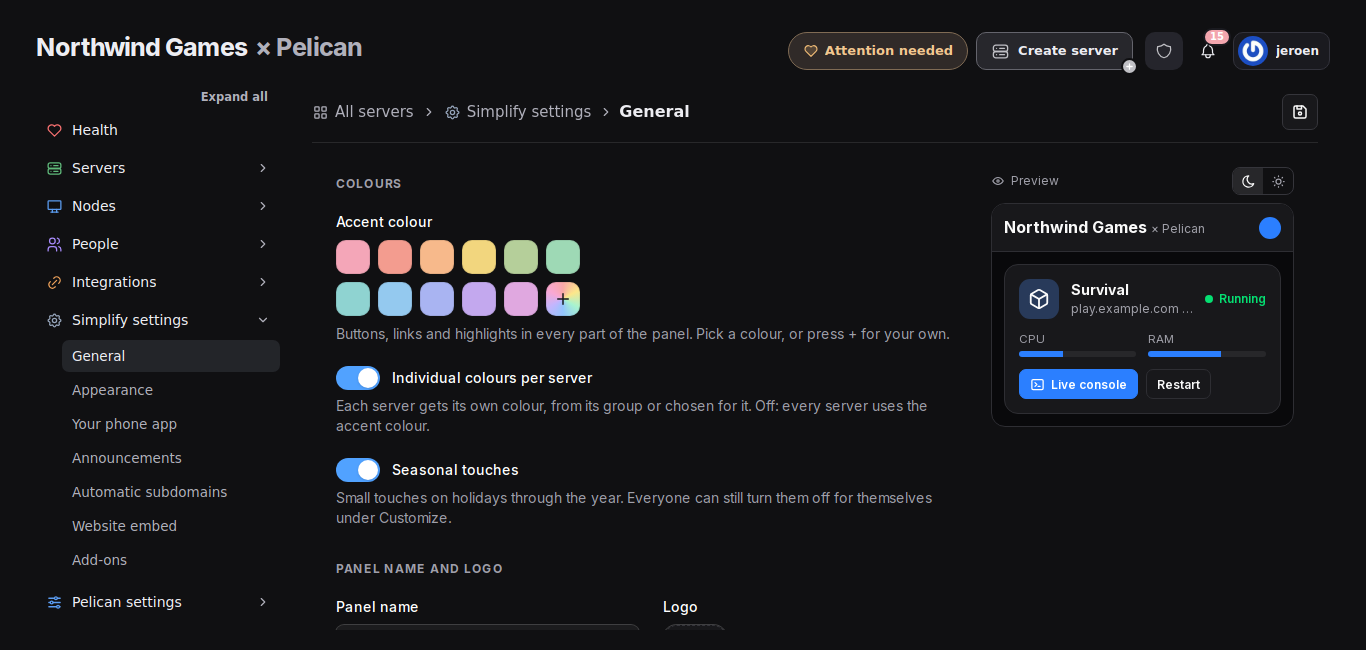 Northwind Games × Pelican
Attention needed
Create server
15
jeroen
Expand all
Health
Servers
Nodes
People
Integrations
Simplify settings
General
Appearance
Your phone app
Announcements
Automatic subdomains
Website embed
Add-ons
Pelican settings
All servers > Simplify settings > General
COLOURS
Accent colour
Buttons, links and highlights in every part of the panel. Pick a colour, or press + for your own.
Individual colours per server
Each server gets its own colour, from its group or chosen for it. Off: every server uses the
accent colour.
Seasonal touches
Small touches on holidays through the year. Everyone can still turn them off for themselves
under Customize.
PANEL NAME AND LOGO
Panel name
Logo
Preview
Northwind Games × Pelican
Survival
play.example.com ...
Running
CPU
RAM
Live console
Restart